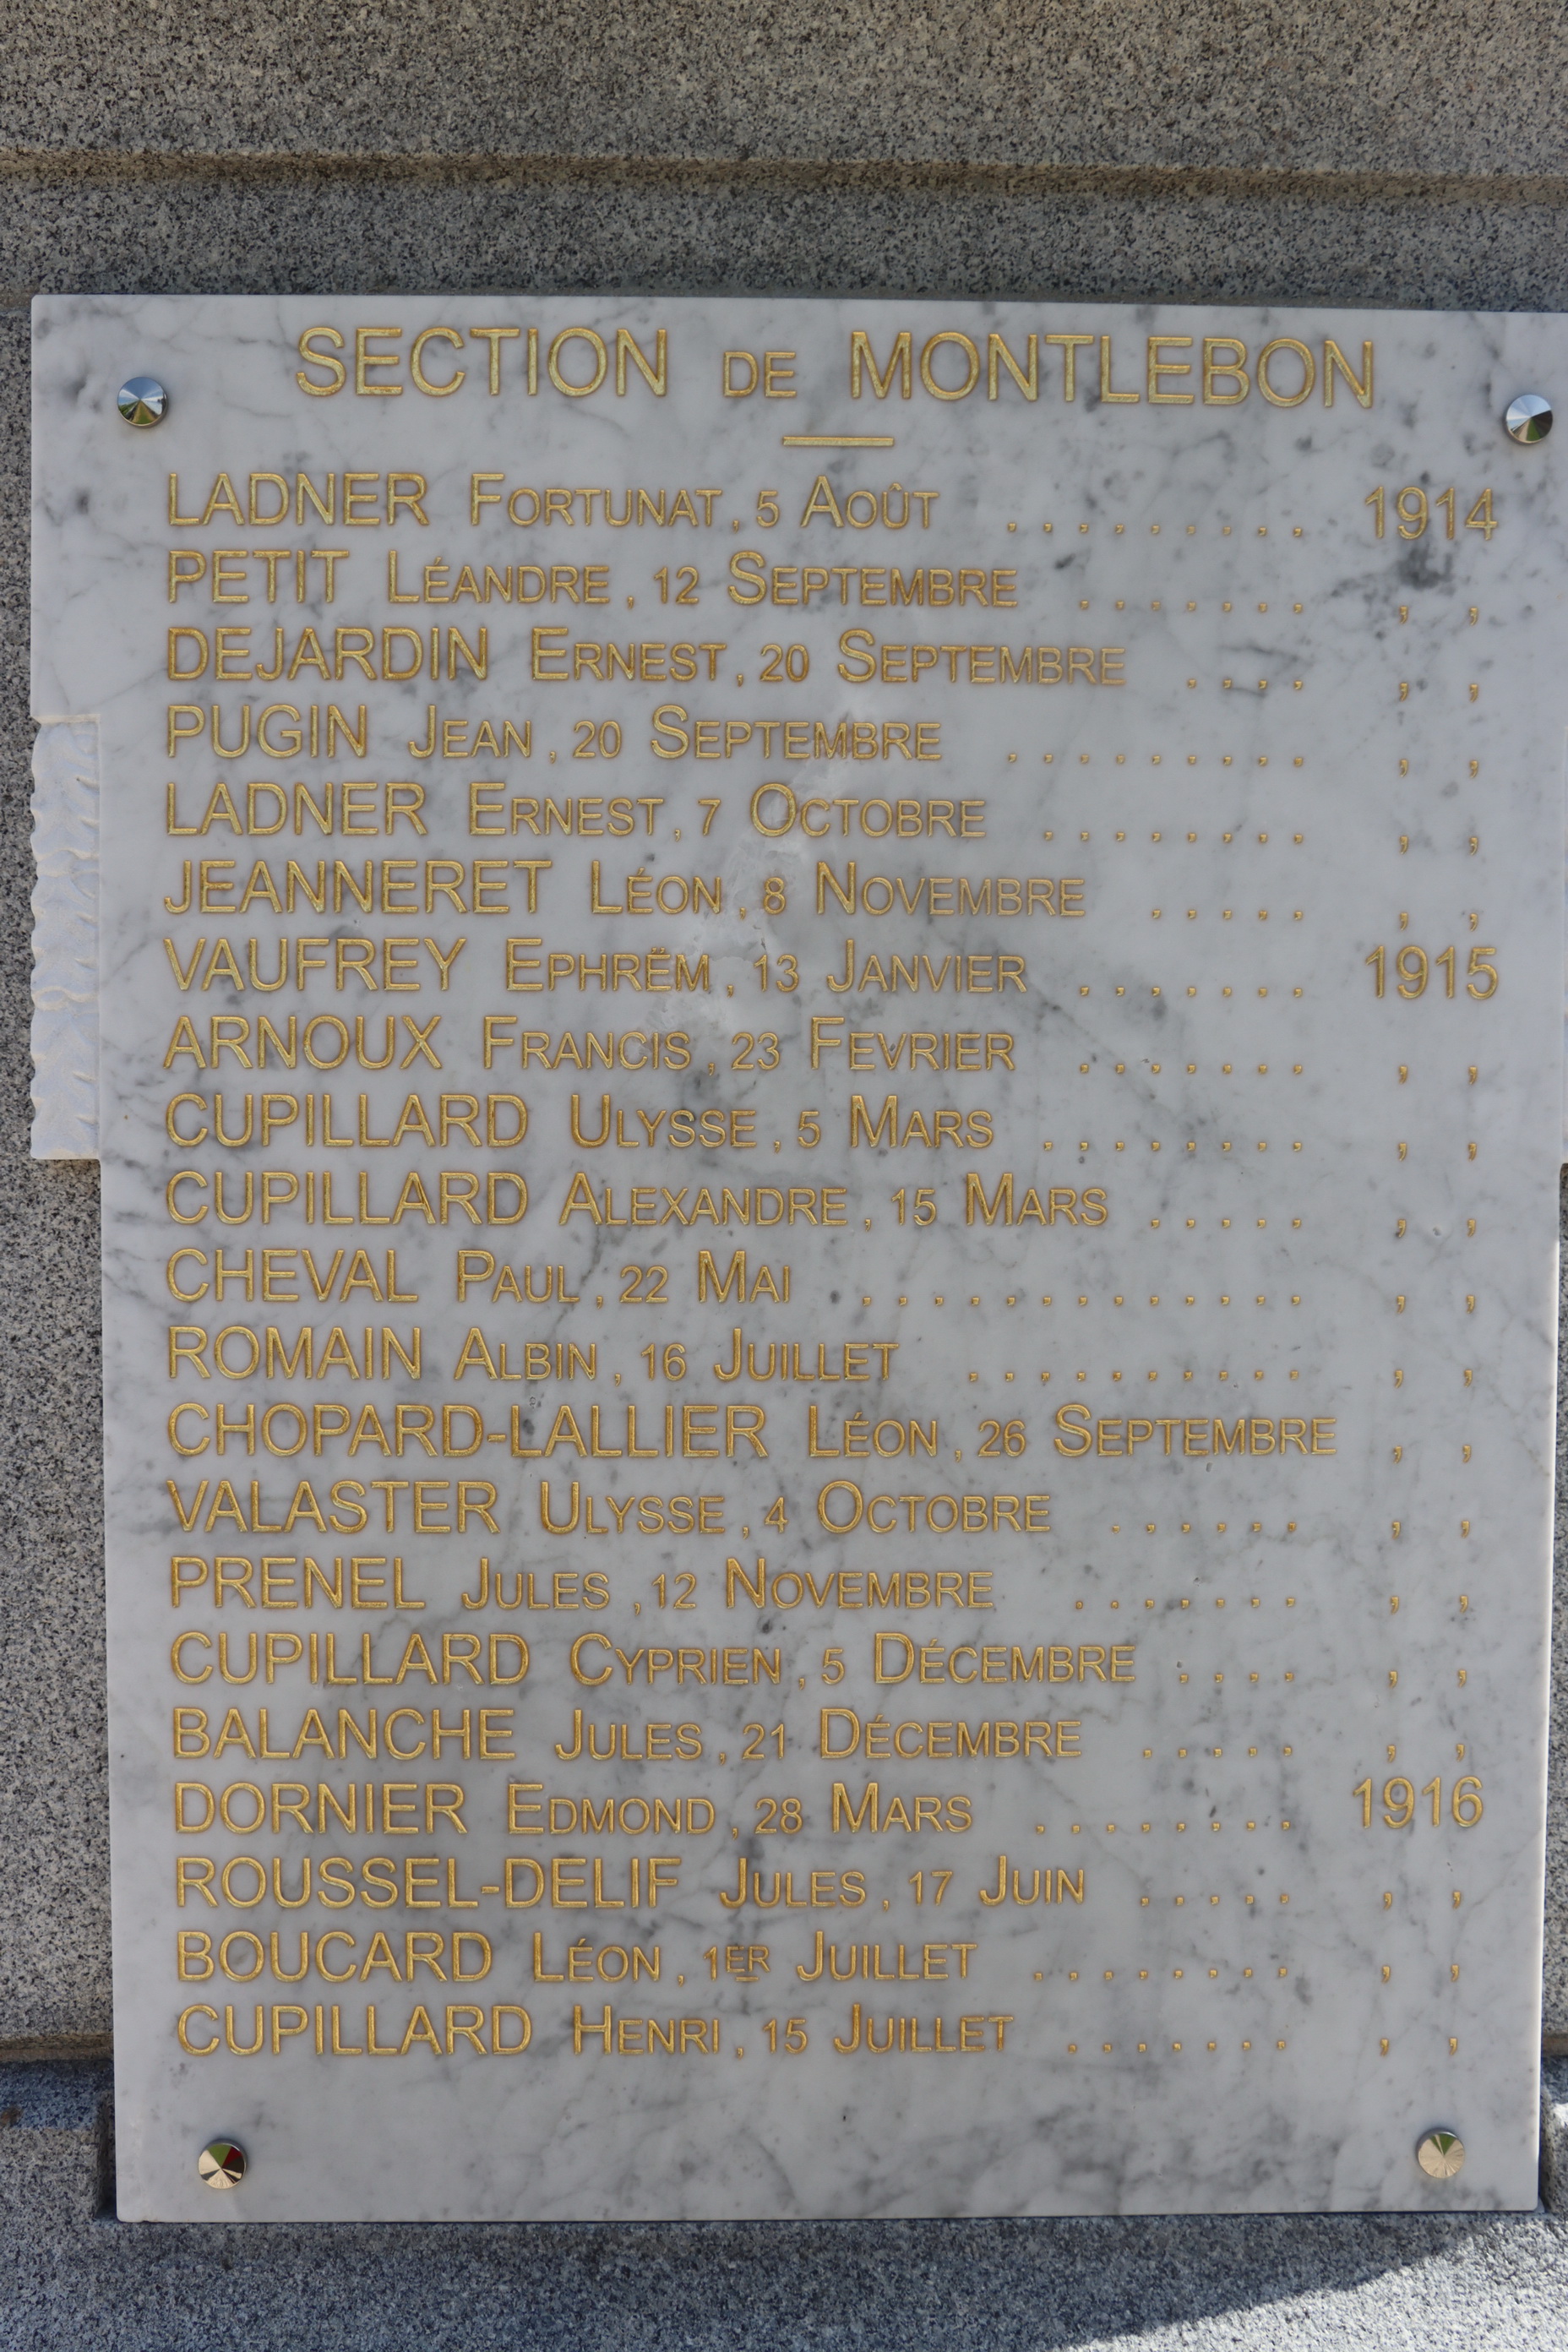 SECTION DE MONTLEBON
LADNER FORTUNAT, 5 AOÛT ......... 1914
PETIT LÉANDRE, 12 SEPTEMBRE ....... , ,
DEJARDIN ERNEST, 20 SEPTEMBRE .... , ,
PUGIN JEAN, 20 SEPTEMBRE ......... , ,
LADNER ERNEST, 7 OCTOBRE ........ , ,
JEANNERET LÉON, 8 NOVEMBRE ..... , ,
VAUFREY EPHRËM, 13 JANVIER ....... 1915
ARNOUX FRANCIS, 23 FEVRIER ....... , ,
CUPILLARD ULYSSE, 5 MARS ........ , ,
CUPILLARD ALEXANDRE, 15 MARS ..... , ,
CHEVAL PAUL, 22 MAI ............. , ,
ROMAIN ALBIN, 16 JUILLET .......... , ,
CHOPARD-LALLIER LÉON, 26 SEPTEMBRE , ,
VALASTER ULYSSE, 4 OCTOBRE ...... , ,
PRENEL JULES, 12 NOVEMBRE ....... , ,
CUPILLARD CYPRIEN, 5 DÉCEMBRE .... , ,
BALANCHE JULES, 21 DÉCEMBRE ..... , ,
DORNIER EDMOND, 28 MARS ........ 1916
ROUSSEL-DELIF JULES, 17 JUIN ..... , ,
BOUCARD LÉON, 1ER JUILLET ........ , ,
CUPILLARD HENRI, 15 JUILLET ....... , ,